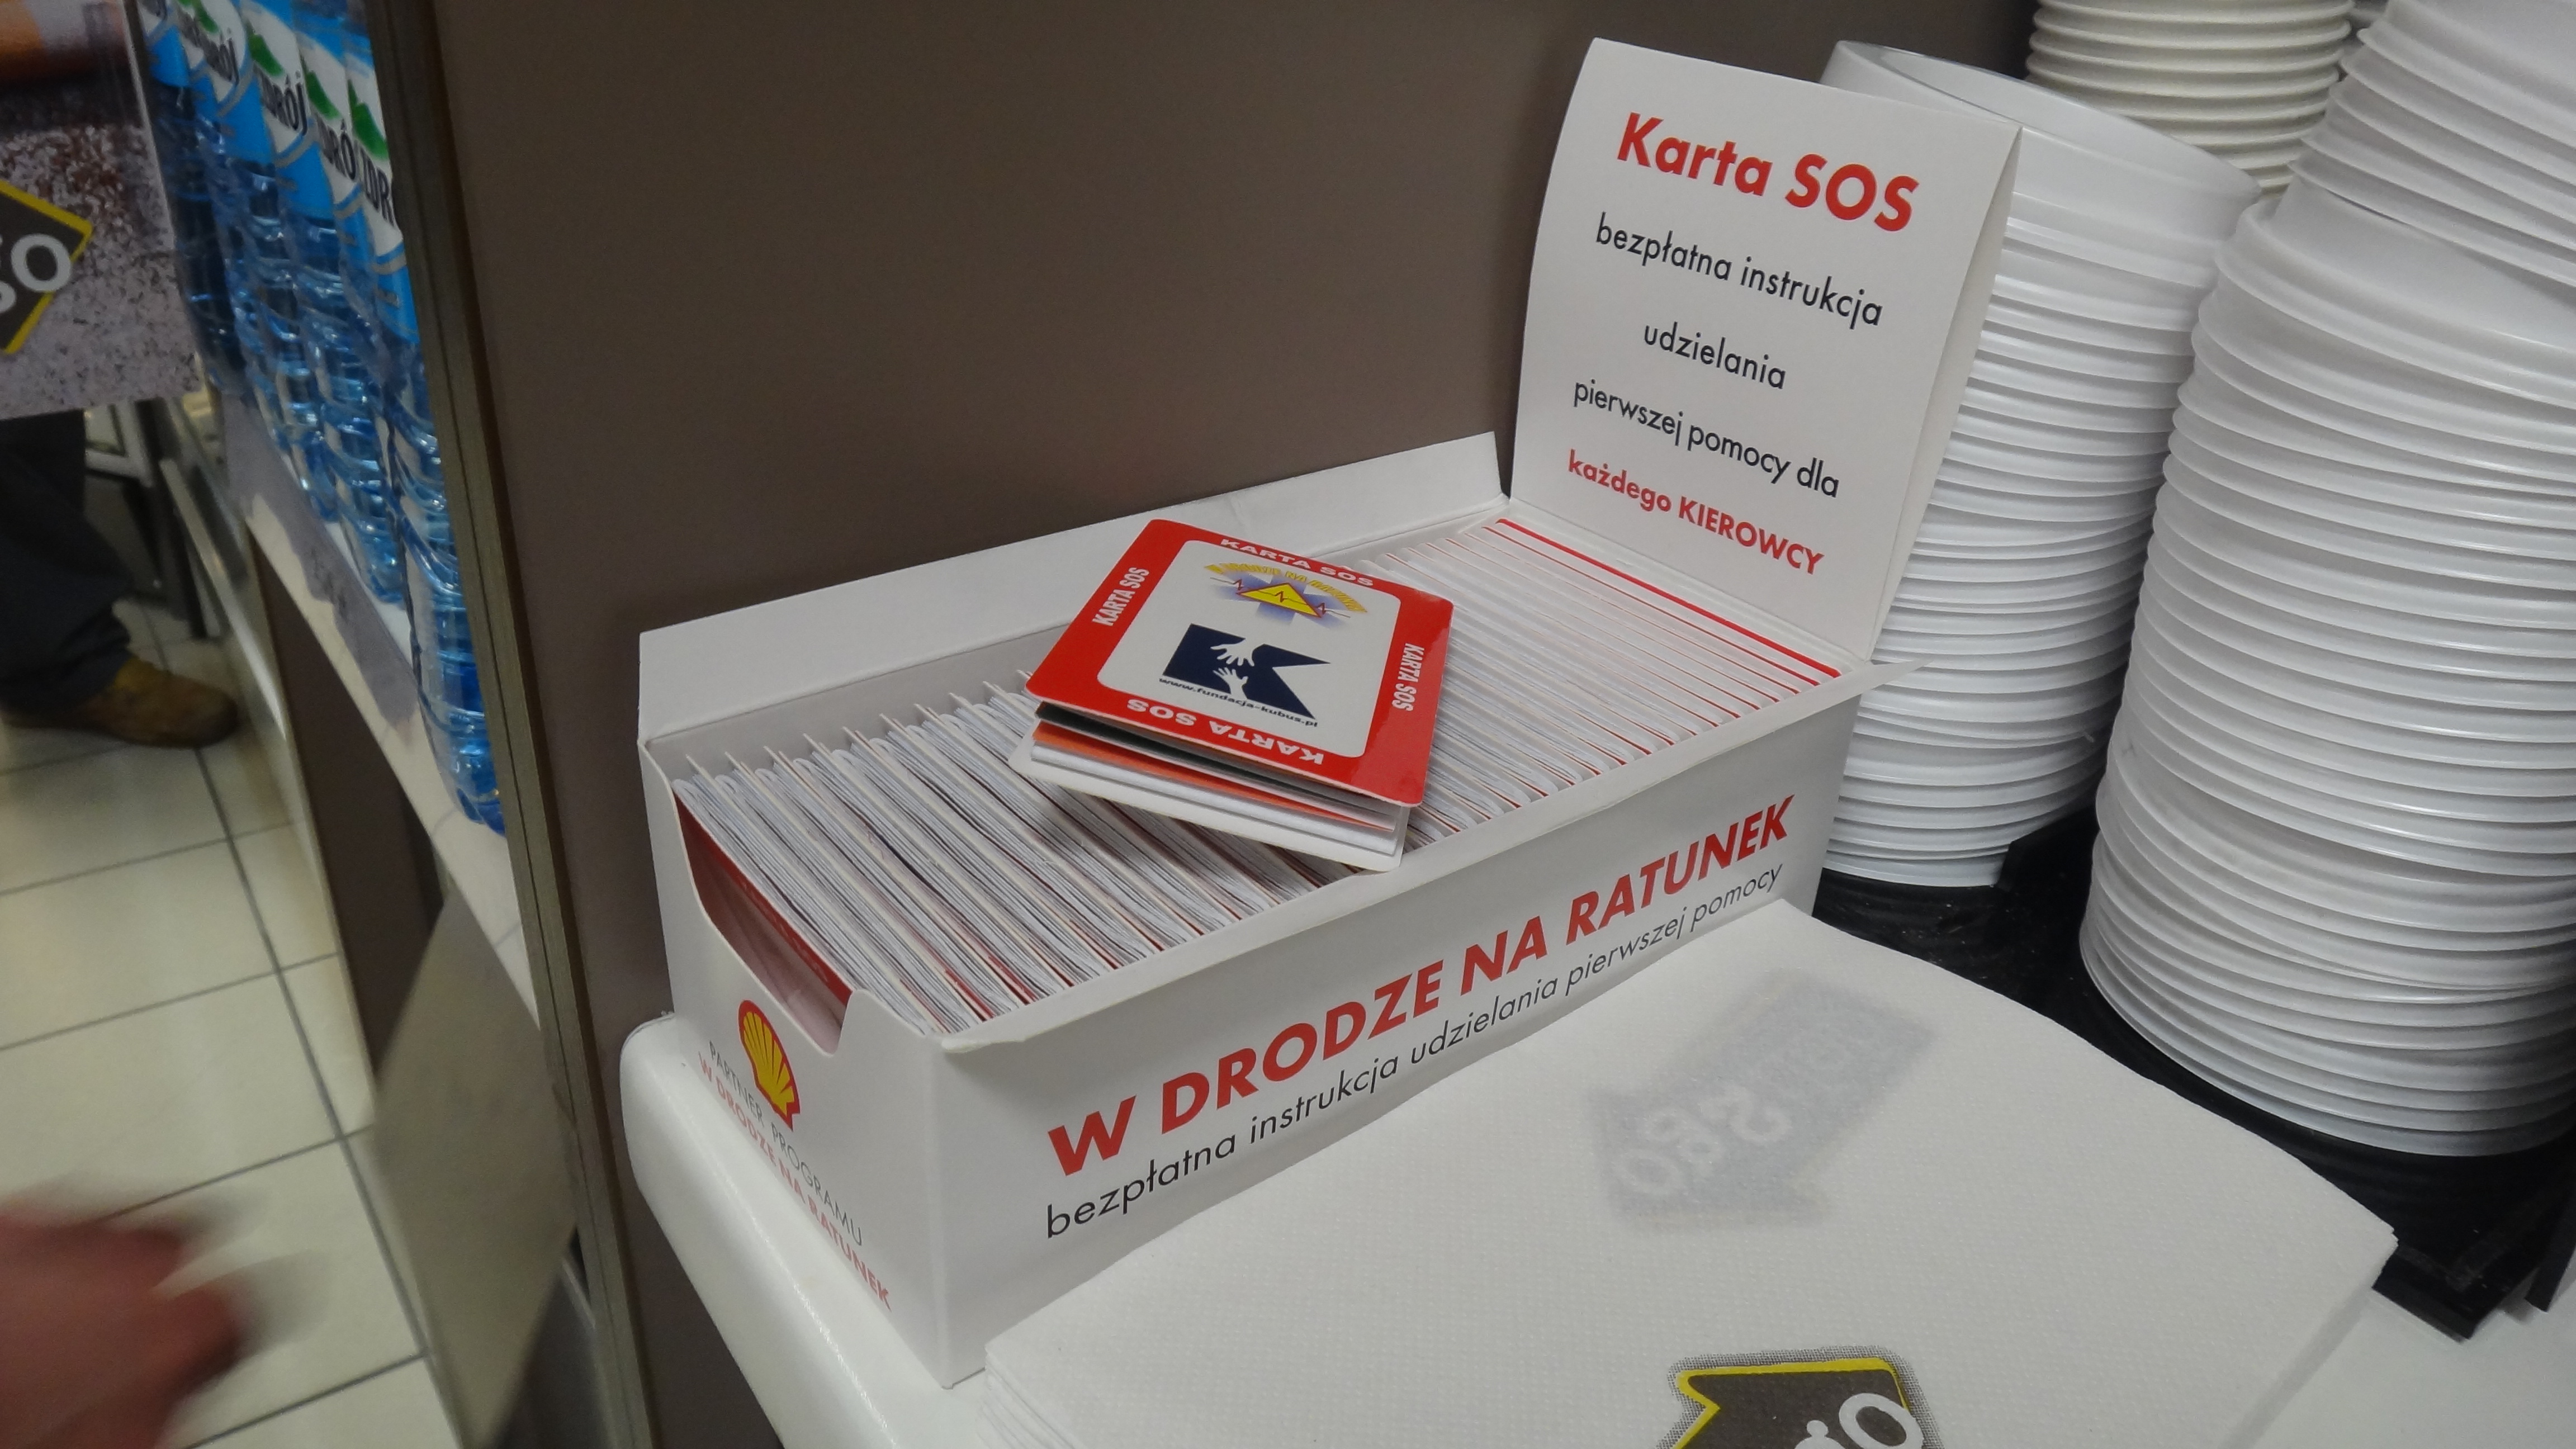 Karta SOS
bezpłatna instrukcja
udzielania
pierwszej pomocy dla
każdego KIEROWCY
KARTA SOS
KARTA SOS
KARTA SOS
www.fundacja-kubus.pl
KARTA SOS
W DRODZE NA RATUNEK
bezpłatna instrukcja udzielania pierwszej pomocy
PARTNER PROGRAMU
W DRODZE NA RATUNEK